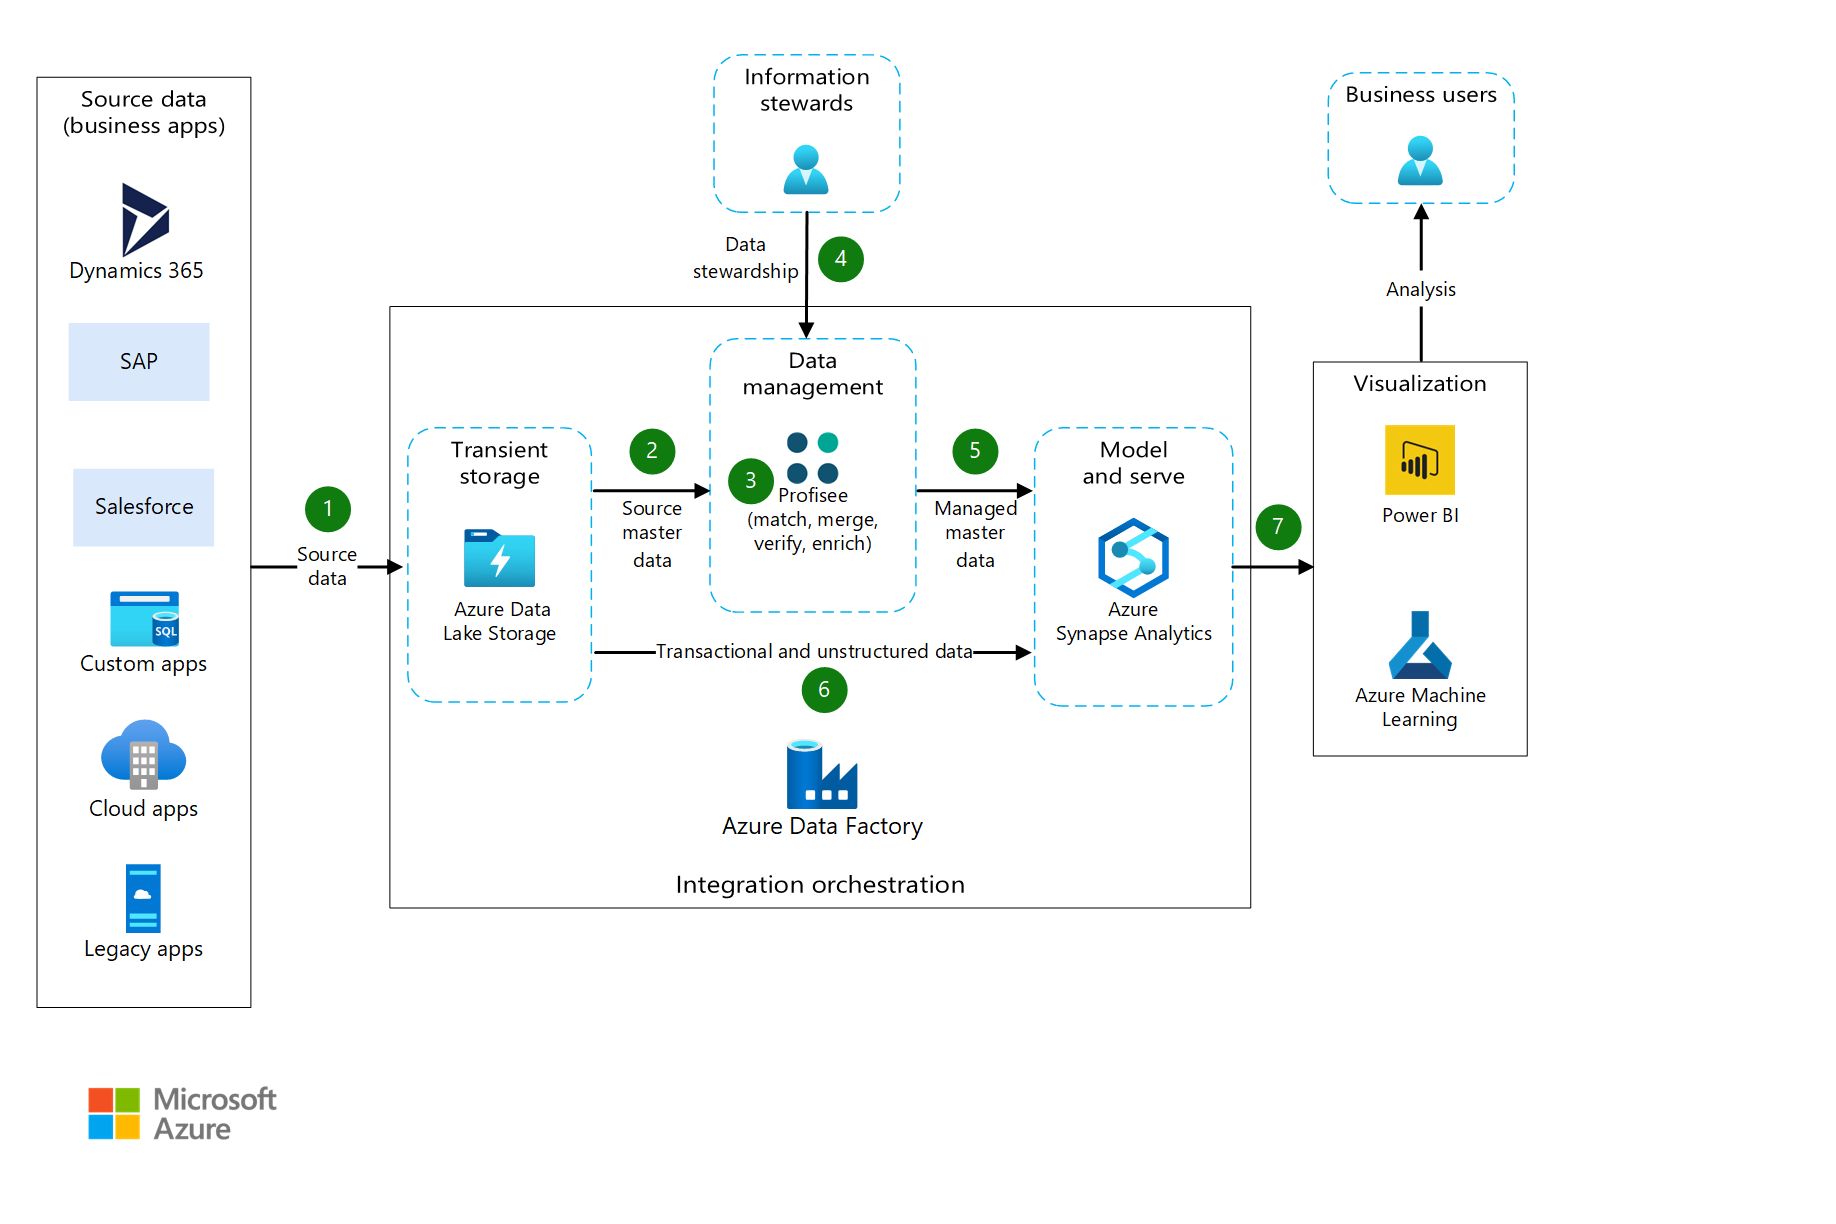 Source data
(business apps)
Dynamics 365
SAP
Salesforce
SQL
Custom apps
Cloud apps
Legacy apps
1
Source
data
Information
stewards
Data
stewardship
4
Transient
storage
Azure Data
Lake Storage
2
Source
master
data
Data
management
3
Profisee
(match, merge,
verify, enrich)
5
Managed
master
data
Model
and serve
Azure
Synapse Analytics
Transactional and unstructured data
6
Azure Data Factory
Integration orchestration
7
Business users
Analysis
Visualization
Power BI
Azure Machine
Learning
Microsoft
Azure